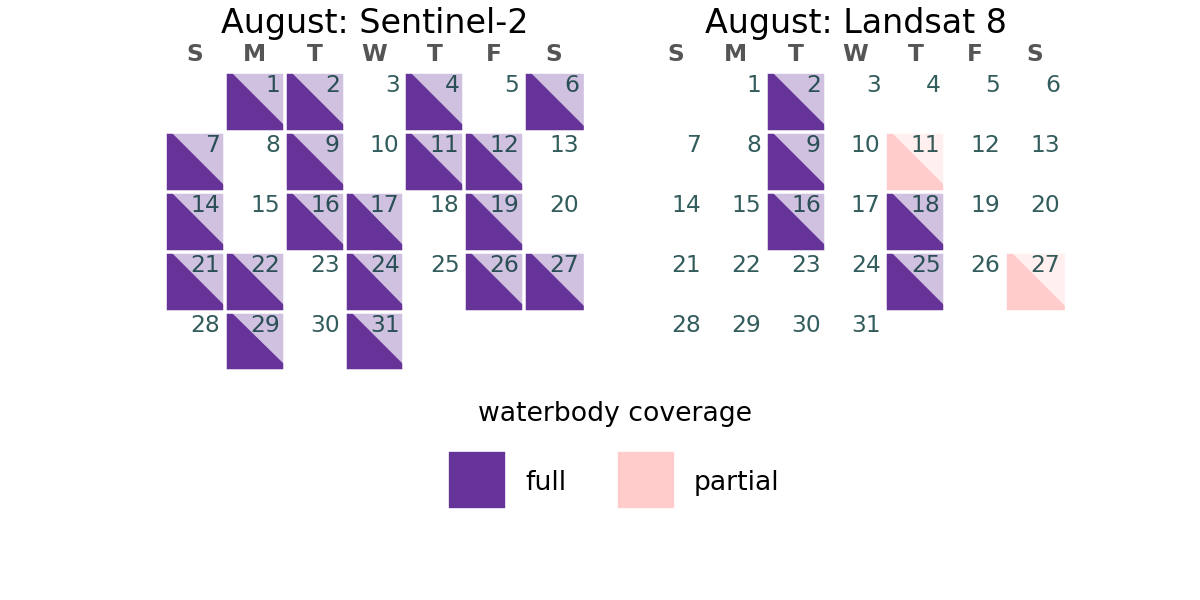 August: Sentinel-2
S M T W T F S
1 2 3 4 5 6
7 8 9 10 11 12 13
14 15 16 17 18 19 20
21 22 23 24 25 26 27
28 29 30 31
August: Landsat 8
S M T W T F S
1 2 3 4 5 6
7 8 9 10 11 12 13
14 15 16 17 18 19 20
21 22 23 24 25 26 27
28 29 30 31
waterbody coverage
full partial